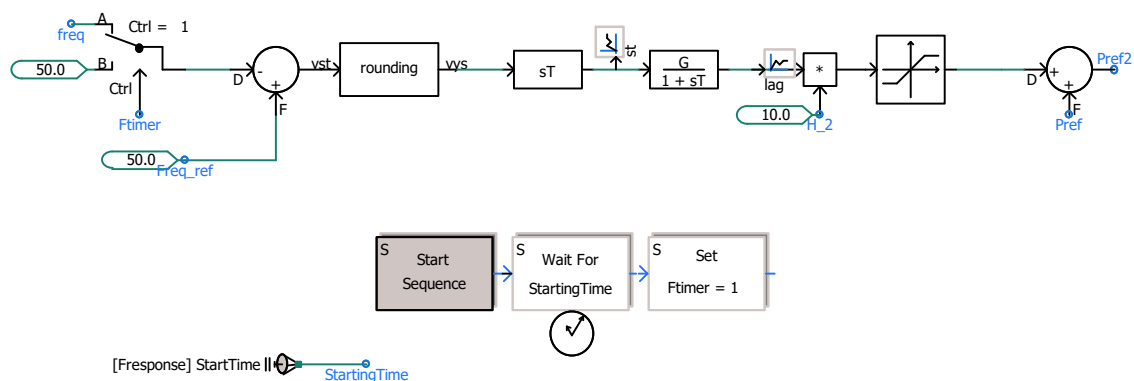 A
Ctrl = 1
freq
B
50.0
Ctrl
Ftimer
D
-
+
F
vst
rounding
vys
sT
st
G
1 + sT
lag
*
10.0
H_2
D
+
+
F
Pref2
Pref
50.0
Freq_ref
S
Start
Sequence
S
Wait For
StartingTime
S
Set
Ftimer = 1
[Fresponse] StartTime
StartingTime